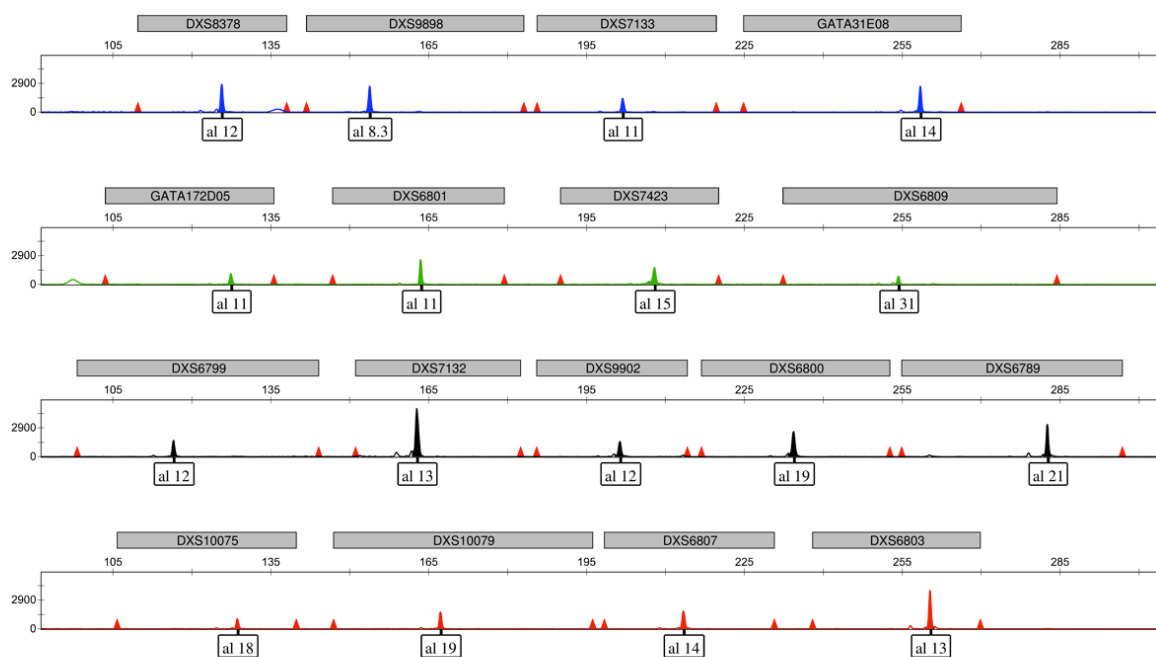 DXS8378 DXS9898 DXS7133 GATA31E08
105 135 165 195 225 255 285
2900
0
al 12 al 8.3 al 11 al 14
GATA172D05 DXS6801 DXS7423 DXS6809
105 135 165 195 225 255 285
2900
0
al 11 al 11 al 15 al 31
DXS6799 DXS7132 DXS9902 DXS6800 DXS6789
105 135 165 195 225 255 285
2900
0
al 12 al 13 al 12 al 19 al 21
DXS10075 DXS10079 DXS6807 DXS6803
105 135 165 195 225 255 285
2900
0
al 18 al 19 al 14 al 13